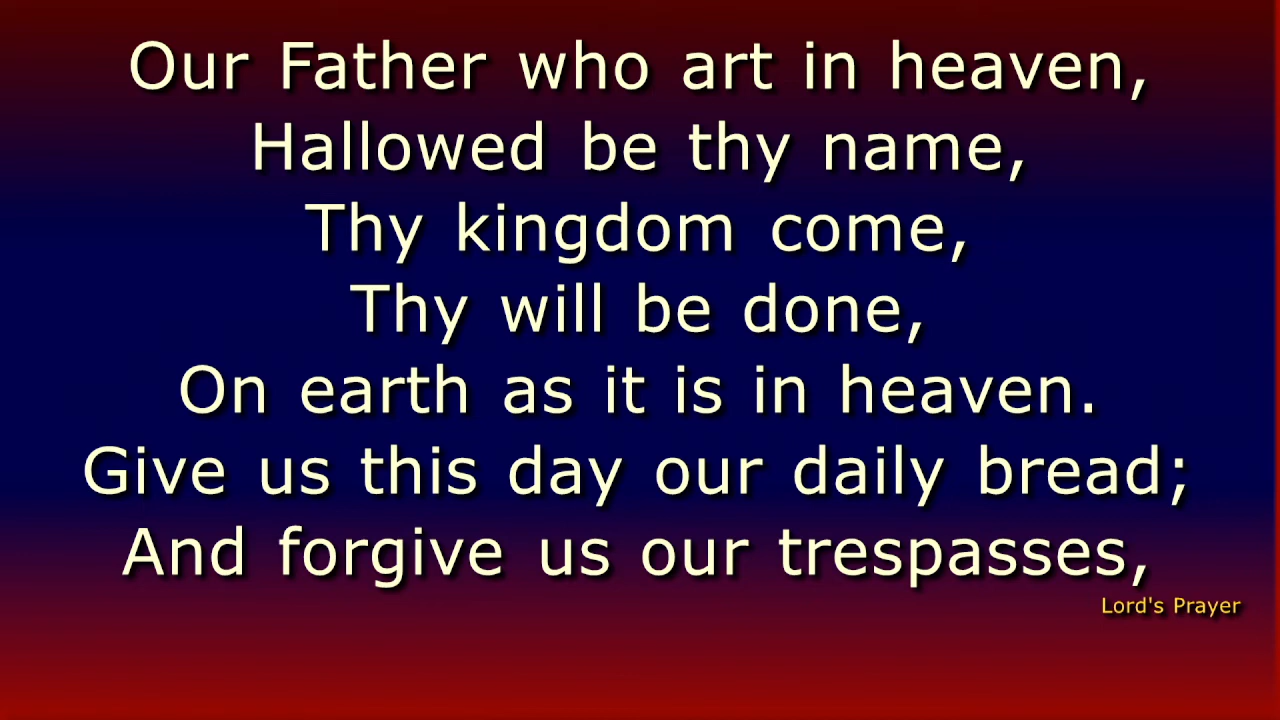 Our Father who art in heaven,
Hallowed be thy name,
Thy kingdom come,
Thy will be done,
On earth as it is in heaven.
Give us this day our daily bread;
And forgive us our trespasses,
Lord's Prayer